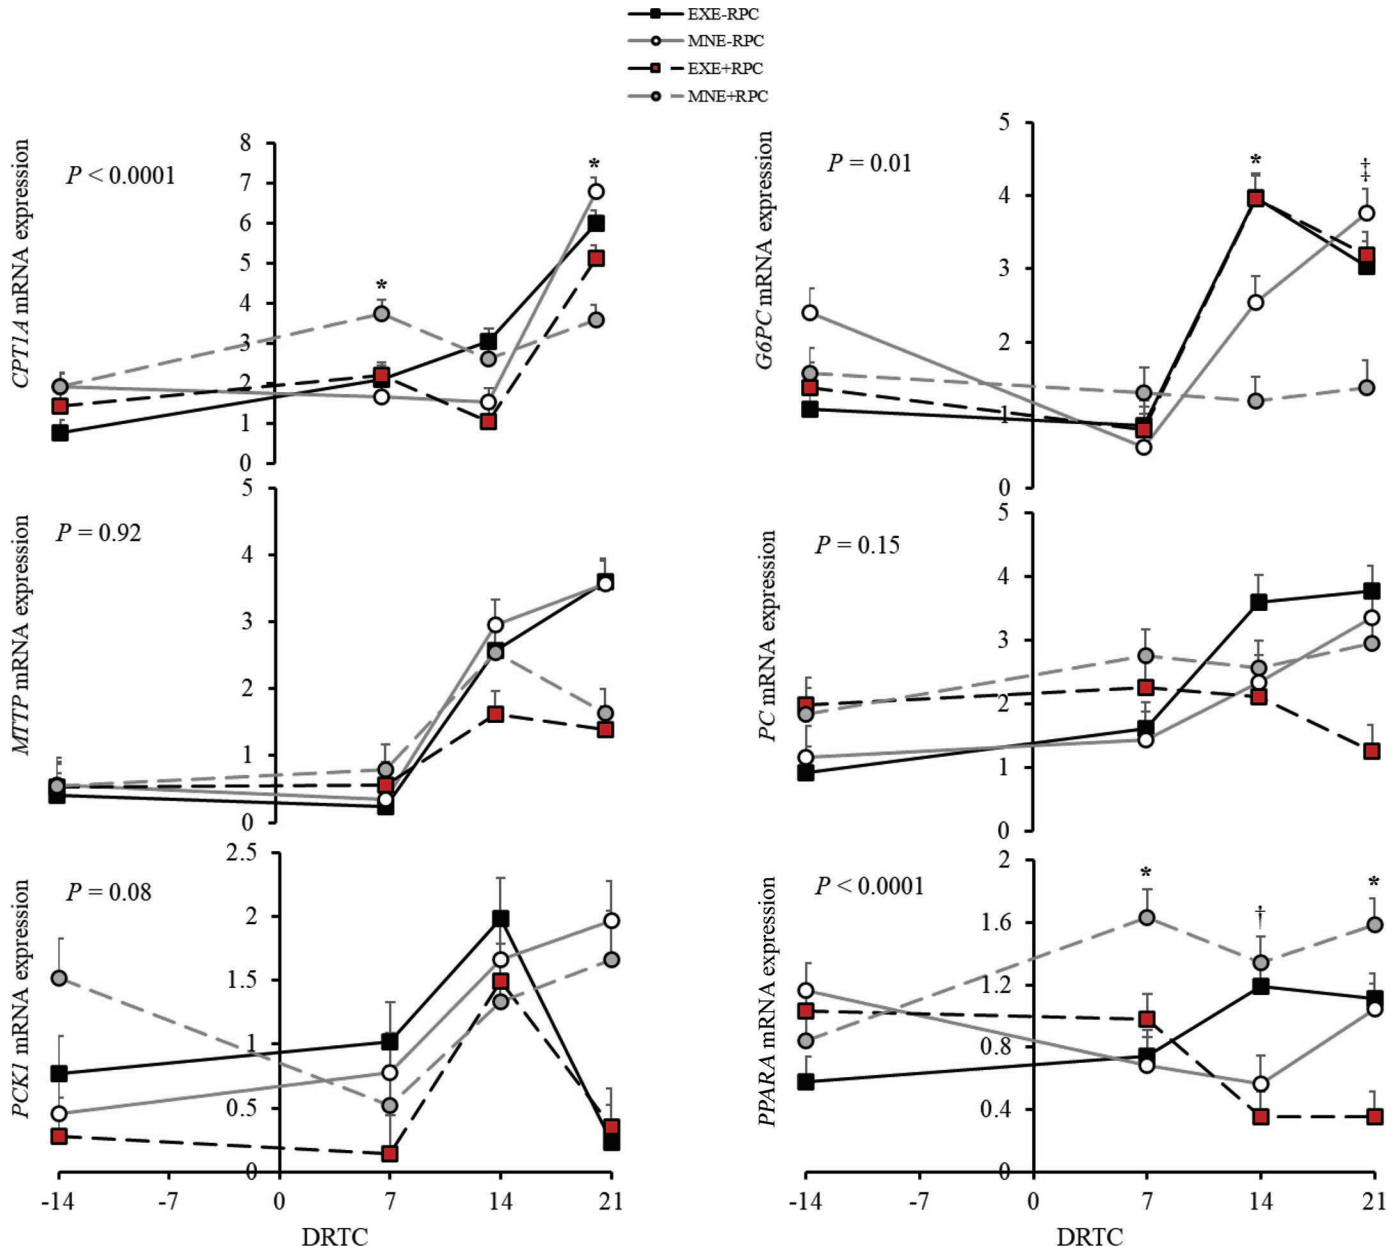 EXE-RPC
MNE-RPC
EXE+RPC
MNE+RPC
CPT1A mRNA expression
P < 0.0001
8
7
6
5
4
3
2
1
0
*
*
G6PC mRNA expression
P = 0.01
5
4
3
2
1
0
*
‡
MTTP mRNA expression
P = 0.92
5
4
3
2
1
0
PC mRNA expression
P = 0.15
5
4
3
2
1
0
PCK1 mRNA expression
P = 0.08
2.5
2
1.5
1
0.5
0
-14 -7 0 7 14 21
DRTC
PPARA mRNA expression
P < 0.0001
2
1.6
1.2
0.8
0.4
0
*
†
*
-14 -7 0 7 14 21
DRTC